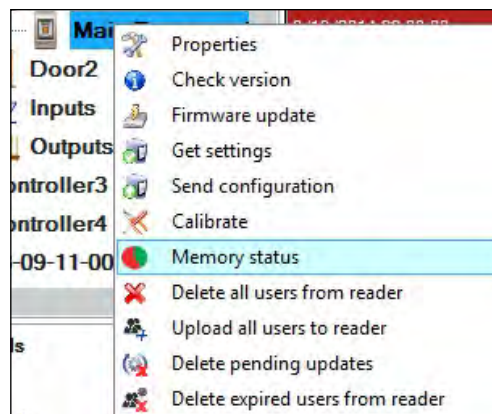 Mai
Properties
Door2
Check version
Inputs
Firmware update
Outputs
Get settings
ontroller3
Send configuration
ontroller4
Calibrate
-09-11-00
Memory status
Delete all users from reader
Upload all users to reader
ls
Delete pending updates
Delete expired users from reader